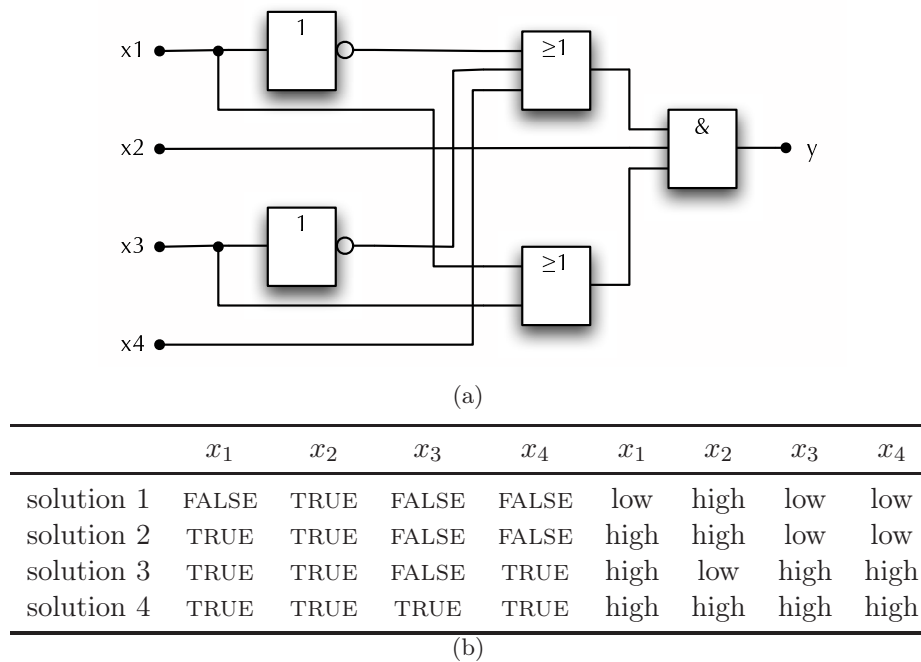 1
≥1
x1
&
x2
y
1
x3
≥1
x4
(a)
x1 x2 x3 x4 x1 x2 x3 x4
solution 1 FALSE TRUE FALSE FALSE low high low low
solution 2 TRUE TRUE FALSE FALSE high high low low
solution 3 TRUE TRUE FALSE TRUE high low high high
solution 4 TRUE TRUE TRUE TRUE high high high high
(b)